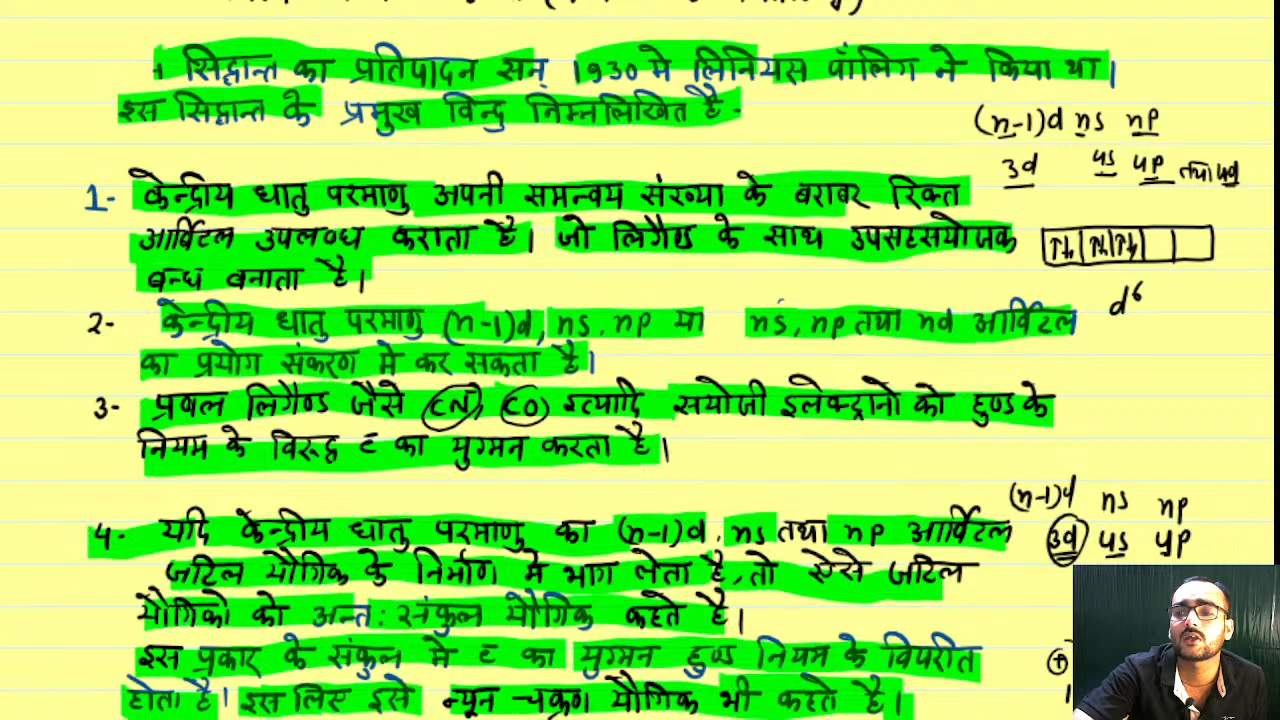 सिद्धान्त का प्रतिपादन सन् 1930 मे लिनियस पॉलिंग ने किया था।
इस सिद्धान्त के प्रमुख बिन्दु निम्नलिखित है -
(n-1)d ns np
3d 4s 4p तथा 4d
1- केन्द्रीय धातु परमाणु अपनी समन्वय संख्या के बराबर रिक्त
आर्बिटल उपलब्ध कराता है। जो लिगैण्ड के साथ उपसहसंयोजक
बन्ध बनाता है।
d⁶
2- केन्द्रीय धातु परमाणु (n-1)d, ns, np या ns, np तथा nd आर्बिटल
का प्रयोग संकरण मे कर सकता है।
3- प्रबल लिगैण्ड जैसे CN, CO इत्यादि सयोजी इलेक्ट्रानो को हुण्ड के
नियम के विरूद्ध ē का युग्मन करता है।
(n-1)d ns np
3d 4s 4p
4- यदि केन्द्रीय धातु परमाणु का (n-1)d, ns तथा np आर्बिटल
जटिल यौगिक के निर्माण मे भाग लेता है, तो ऐसे जटिल
यौगिको को अन्त: संकुल यौगिक कहते है।
इस प्रकार के संकुल मे ē का युग्मन हुण्ड नियम के विपरीत
होता है। इस लिए इसे न्यून चक्रण यौगिक भी कहते है।